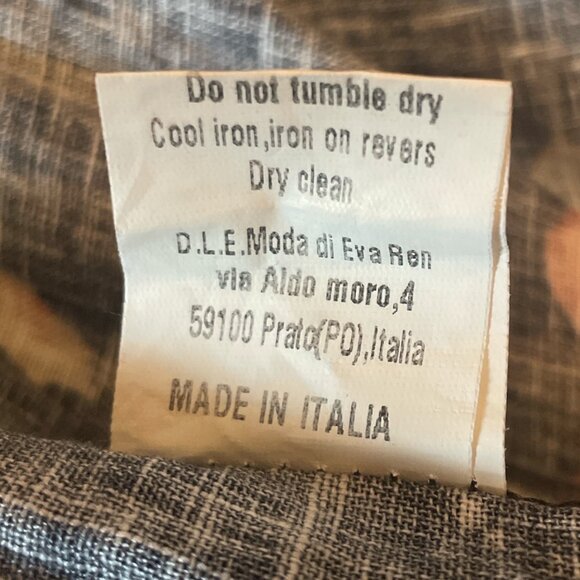 Do not tumble dry
Cool iron,iron on revers
Dry clean
D.L.E.Moda di Eva Ren
via Aldo moro,4
59100 Prato(PO),Italia
MADE IN ITALIA